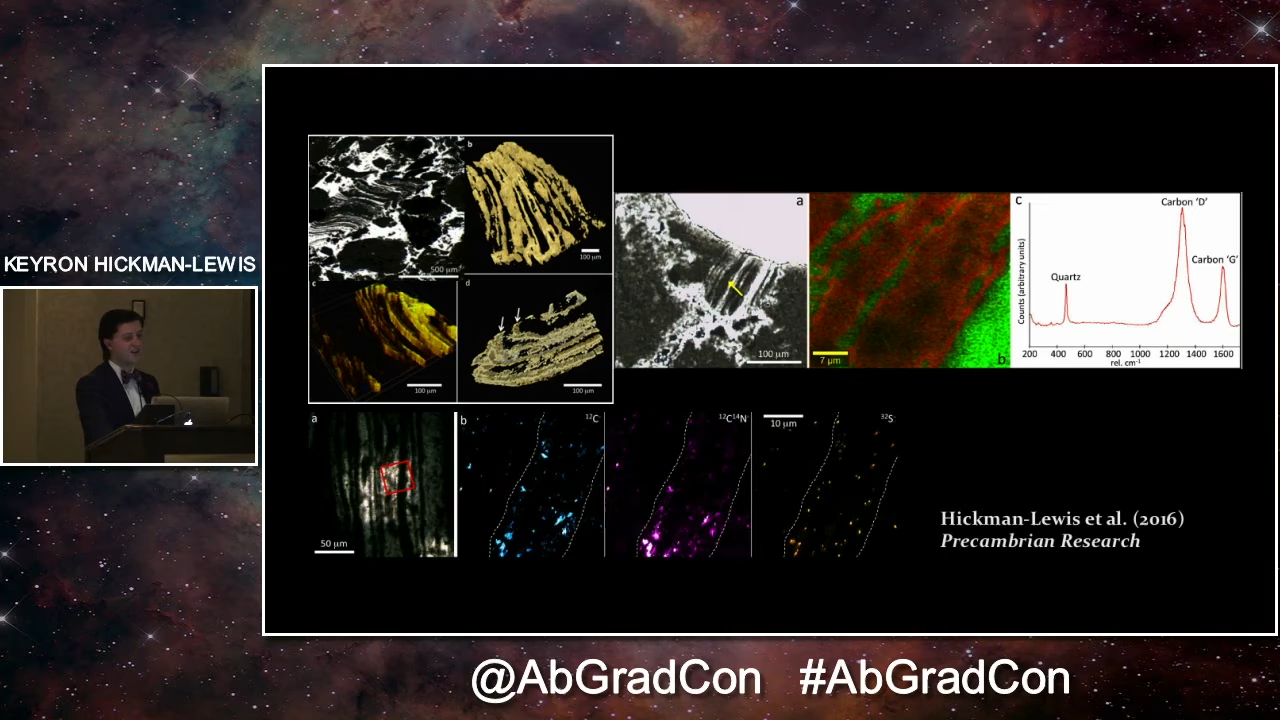 KEYRON HICKMAN-LEWIS
b
500 µm
100 µm
c
d
100 µm
100 µm
a
100 µm
7 µm
b
c
Carbon ‘D’
Carbon ‘G’
Quartz
Counts (arbitrary units)
200 400 600 800 1000 1200 1400 1600
rel. cm⁻¹
a
50 µm
b
¹²C⁻
¹²C¹⁴N⁻
10 µm
³²S⁻
Hickman-Lewis et al. (2016)
Precambrian Research
@AbGradCon #AbGradCon